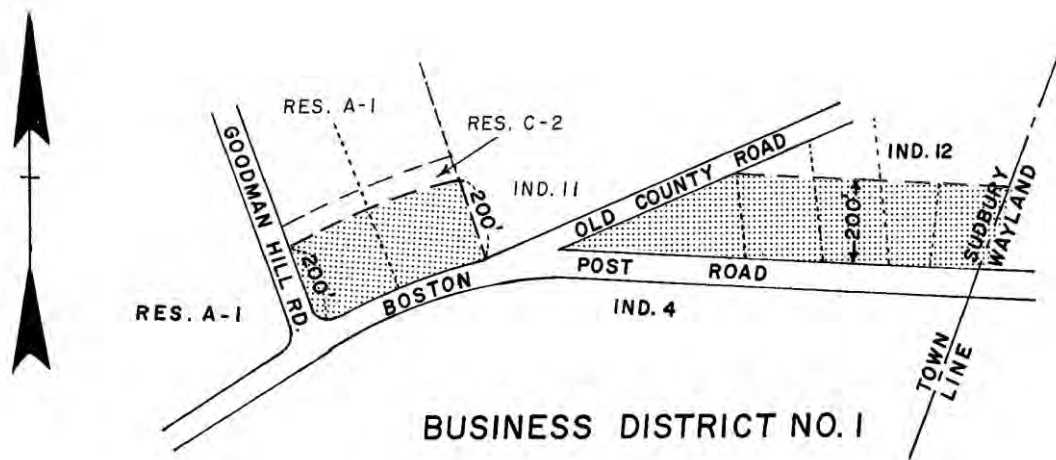 RES. A-1
RES. C-2
GOODMAN HILL RD.
200'
200'
IND. 11
OLD COUNTY ROAD
IND. 12
200'
SUDBURY
WAYLAND
BOSTON POST ROAD
RES. A-1
IND. 4
TOWN LINE
BUSINESS DISTRICT NO. 1